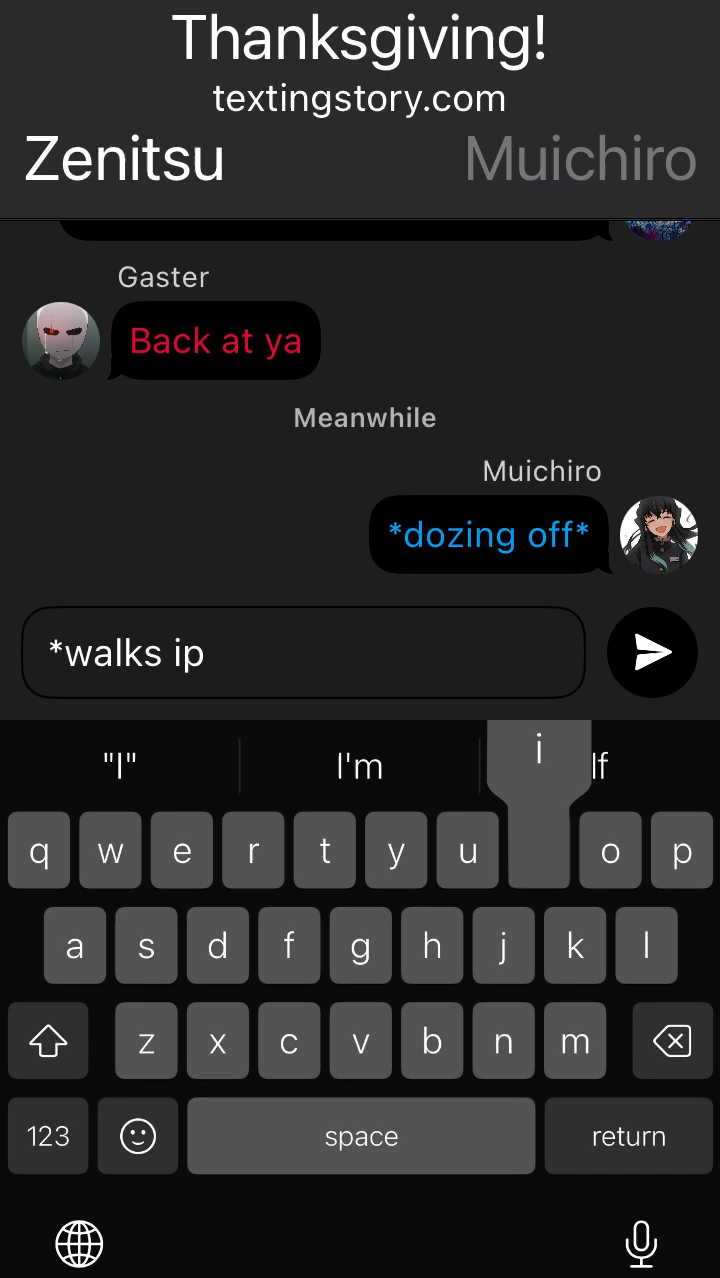 Thanksgiving!
textingstory.com
Zenitsu Muichiro
Gaster
Back at ya
Meanwhile
Muichiro
*dozing off*
*walks ip
"I" I'm If
i
q w e r t y u o p
a s d f g h j k l
z x c v b n m
123 space return